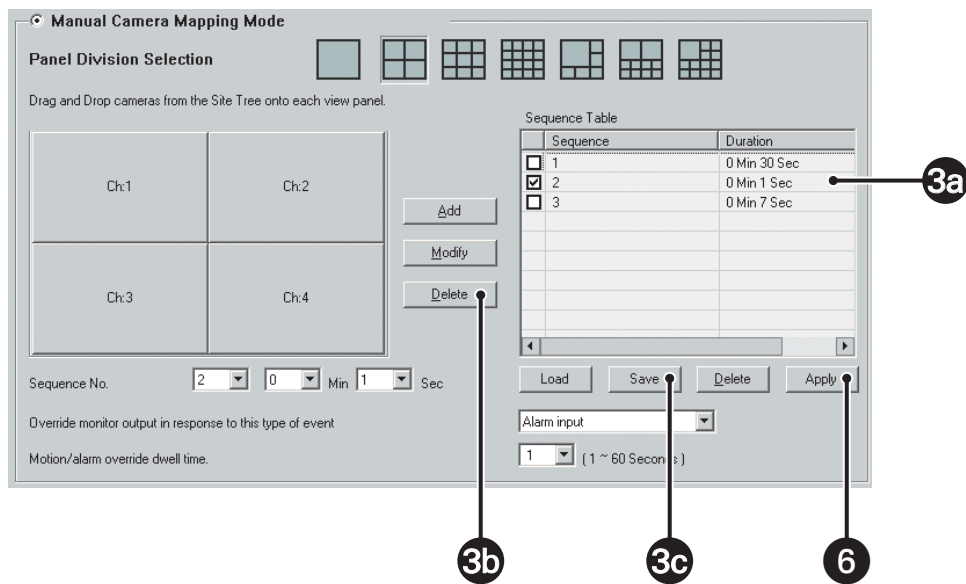 Manual Camera Mapping Mode
Panel Division Selection
Drag and Drop cameras from the Site Tree onto each view panel.
Ch:1
Ch:2
Ch:3
Ch:4
Add
Modify
Delete
3b
Sequence Table
Sequence Duration
1 0 Min 30 Sec
2 0 Min 1 Sec
3a
3 0 Min 7 Sec
Sequence No. 2 0 Min 1 Sec
Load Save Delete Apply
Override monitor output in response to this type of event
Alarm input
Motion/alarm override dwell time.
1 ( 1 ~ 60 Seconds )
3c
6